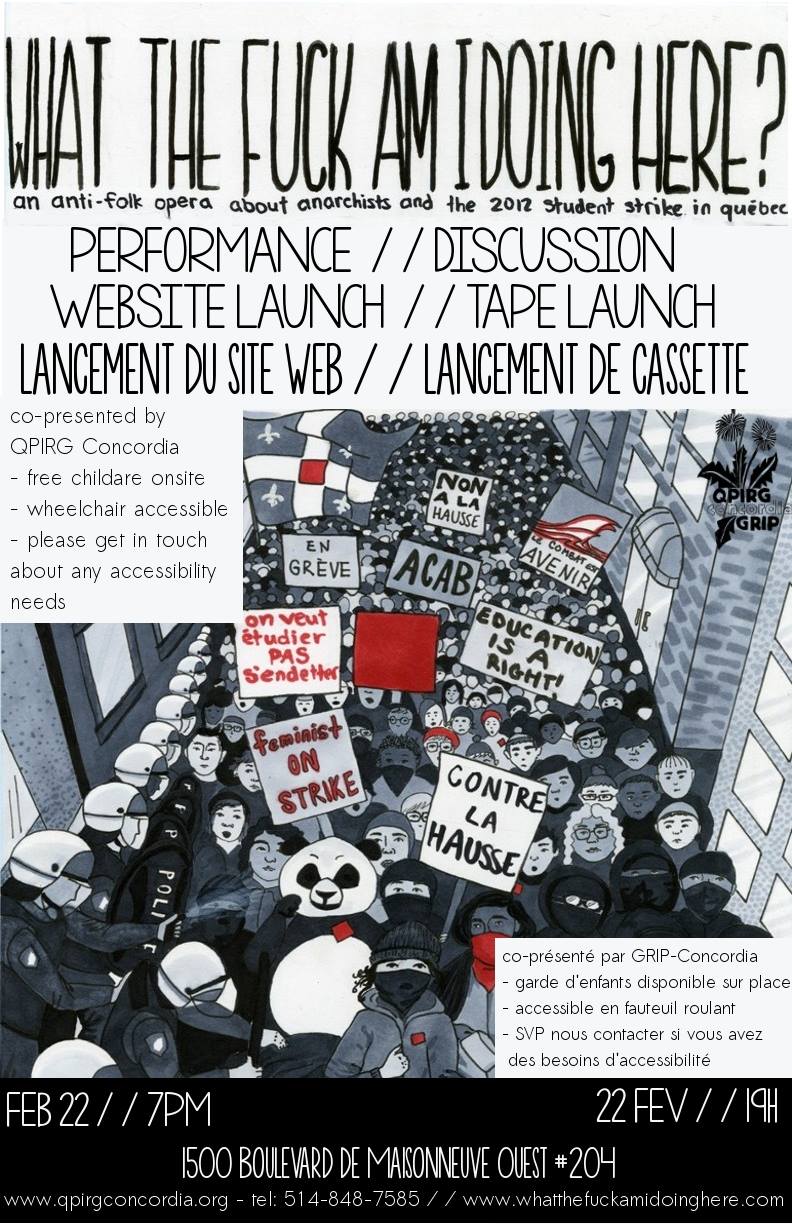 WHAT THE FUCK AM I DOING HERE?
an anti-folk opera about anarchists and the 2012 student strike in québec
PERFORMANCE // DISCUSSION
WEBSITE LAUNCH // TAPE LAUNCH
LANCEMENT DU SITE WEB // LANCEMENT DE CASSETTE
co-presented by
QPIRG Concordia
- free childare onsite
- wheelchair accessible
- please get in touch
about any accessibility
needs
QPIRG
concordia
GRIP
NON
A LA
HAUSSE
LE COMBAT EST
AVENIR
EN
GRÈVE
ACAB
on veut
étudier
PAS
s'endetter
EDUCATION
IS A
RIGHT!
feminist
ON
STRIKE
CONTRE
LA
HAUSSE
POLICE
co-présenté par GRIP-Concordia
- garde d'enfants disponible sur place
- accessible en fauteuil roulant
- SVP nous contacter si vous avez
des besoins d'accessibilité
FEB 22 // 7PM
22 FEV // 19H
1500 BOULEVARD DE MAISONNEUVE OUEST #204
www.qpirgconcordia.org - tel: 514-848-7585 // www.whatthefuckamidoinghere.com